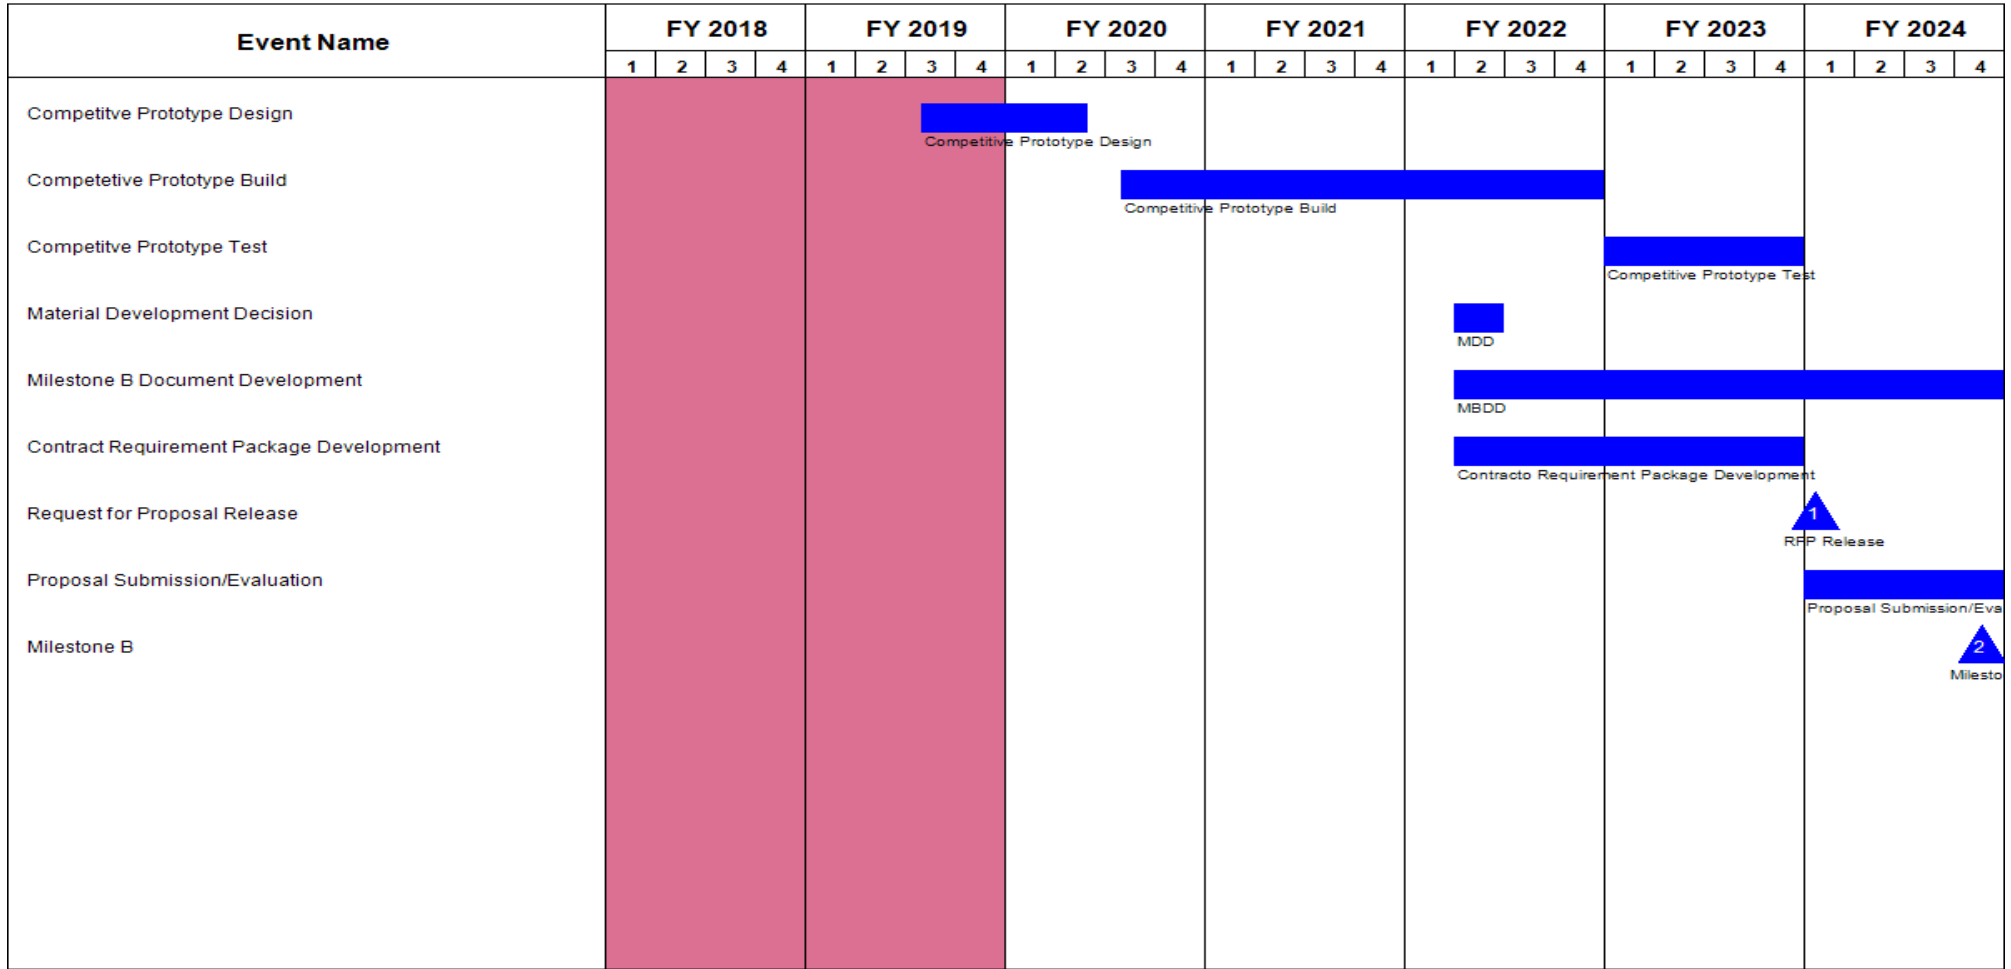 Event Name
FY 2018 FY 2019 FY 2020 FY 2021 FY 2022 FY 2023 FY 2024
1 2 3 4 1 2 3 4 1 2 3 4 1 2 3 4 1 2 3 4 1 2 3 4 1 2 3 4
Competitve Prototype Design
Competitive Prototype Design
Competetive Prototype Build
Competitive Prototype Build
Competitve Prototype Test
Competitive Prototype Test
Material Development Decision
MDD
Milestone B Document Development
MBDD
Contract Requirement Package Development
Contracto Requirement Package Development
Request for Proposal Release
1
RFP Release
Proposal Submission/Evaluation
Proposal Submission/Eva
Milestone B
2
Milesto